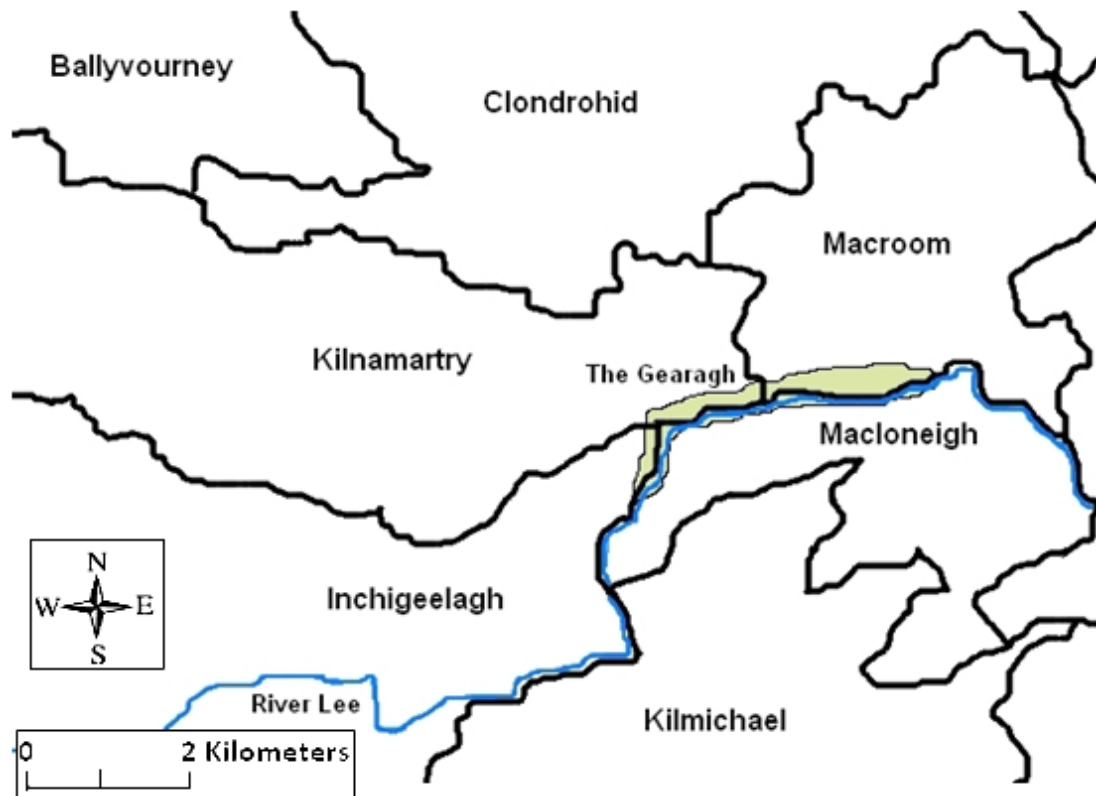 Ballyvourney
Clondrohid
Macroom
Kilnamartry
The Gearagh
Macloneigh
N
W E
S
Inchigeelagh
River Lee
Kilmichael
0 2 Kilometers